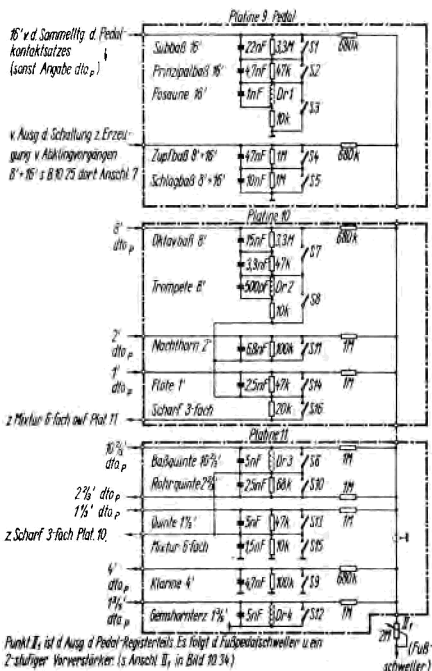 Platine 9 Pedal
16' v d. Sammelltg d. Pedal-
kontaktsatzes
(sonst Angabe dto p)
Subbaß 16' 22nF 3,3M S1 680k
Prinzipalbaß 16' 4,7nF 47k S2
Posaune 16' 1nF Dr1 S3
10k
v. Ausg d. Schaltung z. Erzeu-
gung v. Abklingvorgängen
8'+16' s B.10.25 dort Anschl. 7
Zupfbaß 8'+16' 47nF 1M S4 680k
Schlagbaß 8'+16' 10nF 1M S5
Platine 10
8'
dto p
Oktavbaß 8' 15nF 3,3M S7 680k
3,3nF 47k
Trompete 8' 500pF Dr2 S8
10k
2'
dto p
Nachthorn 2' 6,8nF 100k S11 1M
1'
dto p
Flöte 1' 2,5nF 47k S14 1M
Scharf 3-fach 20k S16
z. Mixtur 6-fach auf Plat. 11
Platine 11
10⅔'
dto p
Baßquinte 10⅔' 5nF Dr3 S6 1M
Rohrquinte 2⅔' 2,5nF 68k S10 1M
2⅔' dto p
1⅓' dto p
1M
Quinte 1⅓' 5nF 47k S13
z. Scharf 3-fach Plat. 10
Mixtur 6-fach 1,5nF 10k S15
4'
dto p
Klarine 4' 4,7nF 100k S9 680k
1⅗'
dto p
Gemshornterz 1⅗' 5nF Dr4 S12 1M
2M II₁
(Fuß-
schweller)
Punkt II₁ ist d Ausg d Pedal-Registerteils. Es folgt d. Fußpedalschweller u. ein
2-stufiger Vorverstärker. (s Anschl II₁ in Bild 10.34)